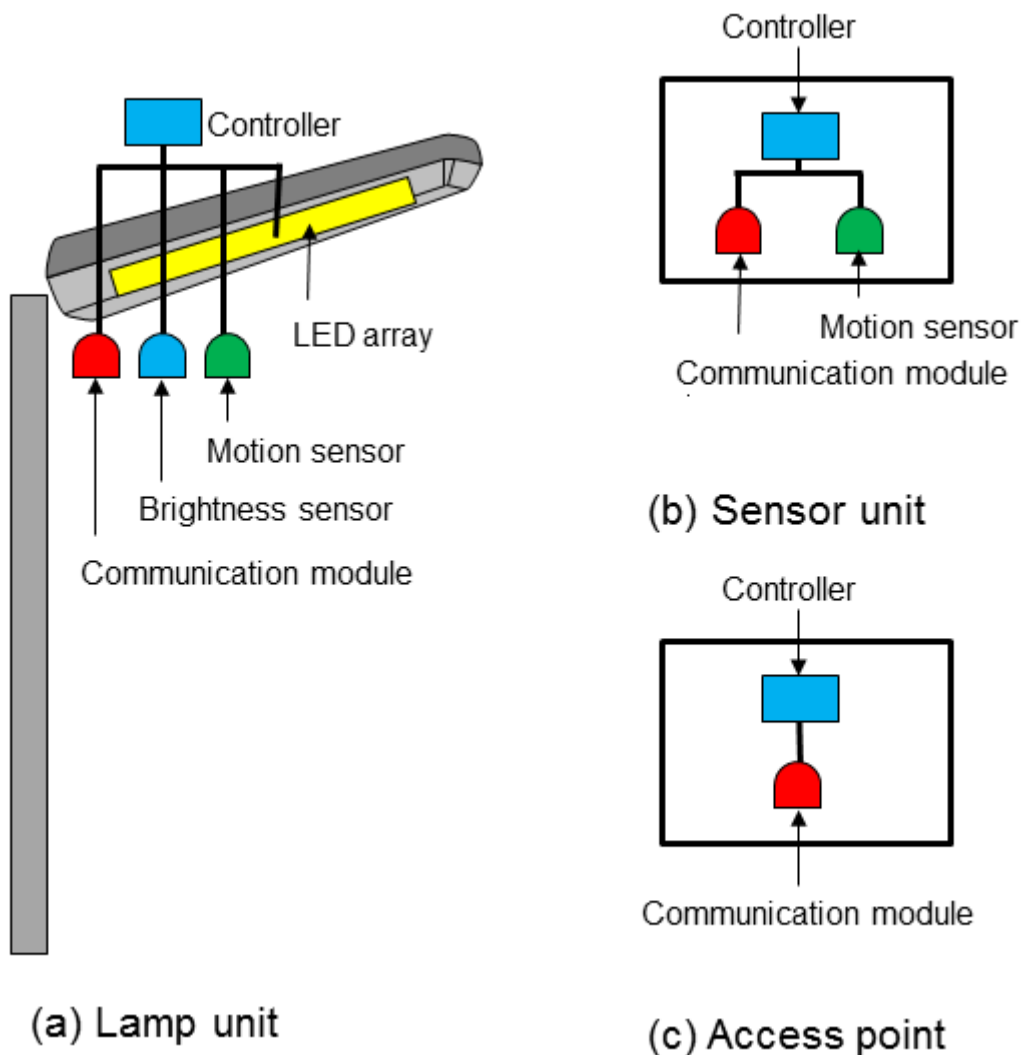 Controller
LED array
Motion sensor
Brightness sensor
Communication module
(a) Lamp unit
Controller
Motion sensor
Communication module
(b) Sensor unit
Controller
Communication module
(c) Access point